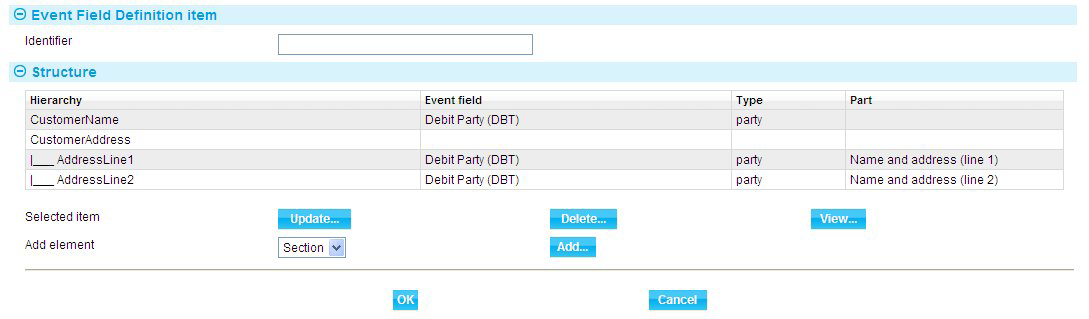 Event Field Definition item
Identifier
Structure
Hierarchy Event field Type Part
CustomerName Debit Party (DBT) party
CustomerAddress
|___ AddressLine1 Debit Party (DBT) party Name and address (line 1)
|___ AddressLine2 Debit Party (DBT) party Name and address (line 2)
Selected item Update... Delete... View...
Add element Section Add...
OK Cancel